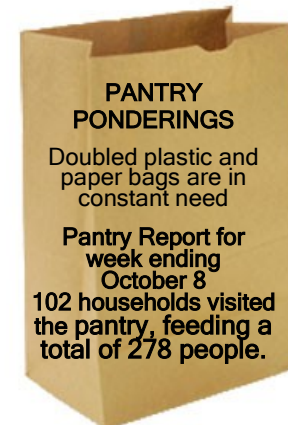 PANTRY
PONDERINGS
Doubled plastic and
paper bags are in
constant need
Pantry Report for
week ending
October 8
102 households visited
the pantry, feeding a
total of 278 people.